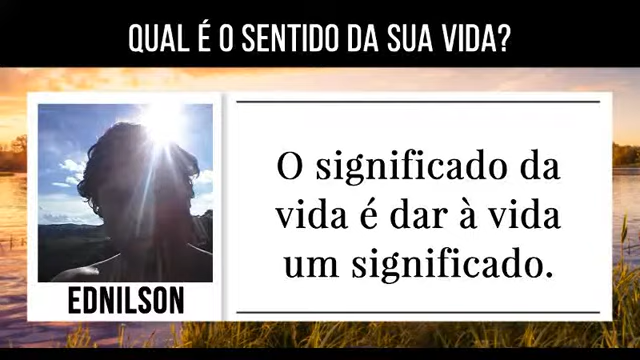 QUAL É O SENTIDO DA SUA VIDA?
O significado da
vida é dar à vida
um significado.
EDNILSON